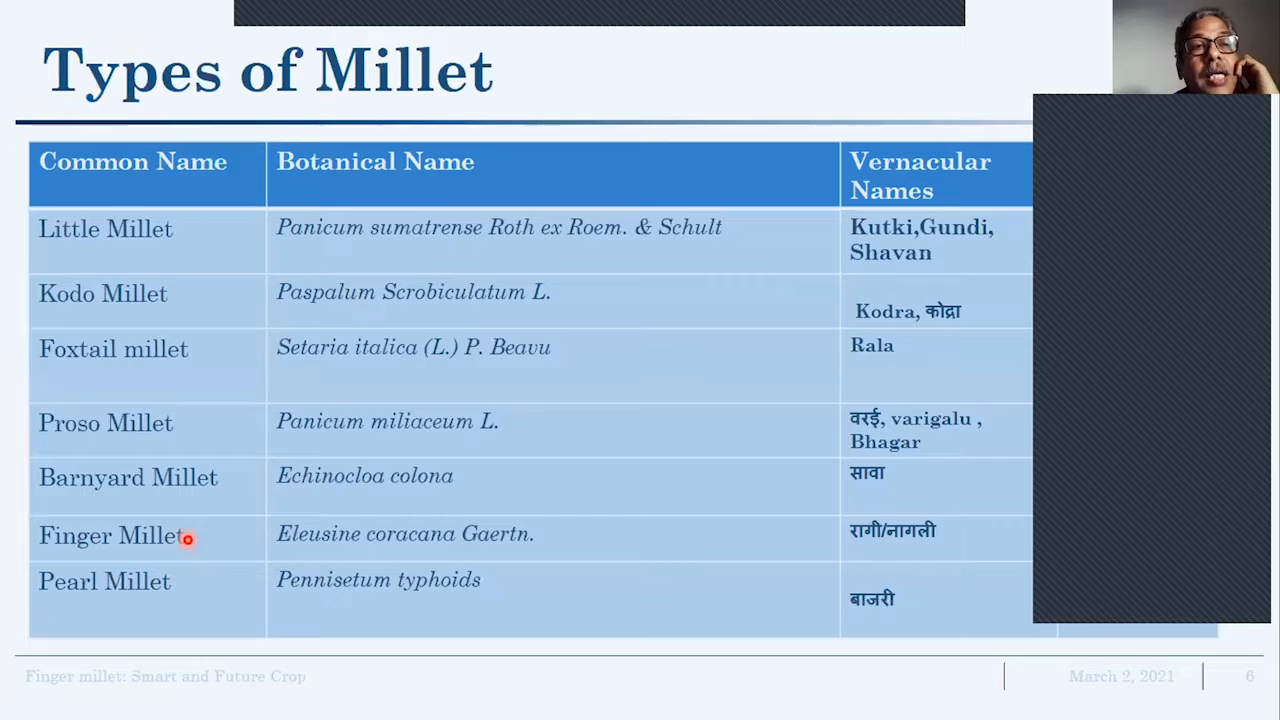 Types of Millet
Common Name Botanical Name Vernacular
Names
Little Millet Panicum sumatrense Roth ex Roem. & Schult Kutki,Gundi,
Shavan
Kodo Millet Paspalum Scrobiculatum L.
Kodra, कोद्रा
Foxtail millet Setaria italica (L.) P. Beavu Rala
Proso Millet Panicum miliaceum L. वरई, varigalu ,
Bhagar
Barnyard Millet Echinocloa colona सावा
Finger Millet Eleusine coracana Gaertn. रागी/नागली
Pearl Millet Pennisetum typhoids
बाजरी
Finger millet: Smart and Future Crop March 2, 2021 6